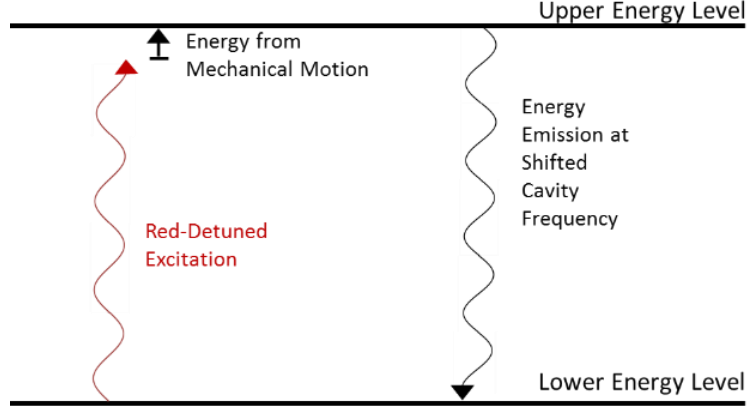 Upper Energy Level
Energy from
Mechanical Motion
Energy
Emission at
Shifted
Cavity
Frequency
Red-Detuned
Excitation
Lower Energy Level